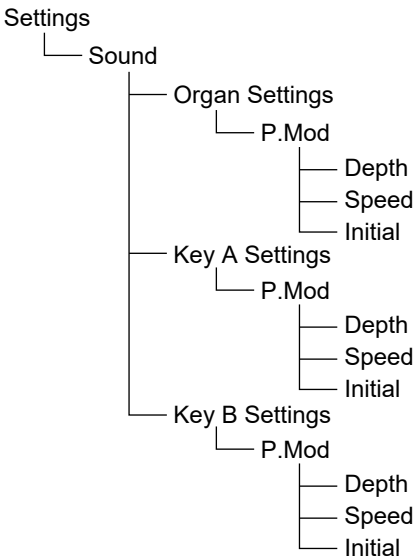 Settings
Sound
Organ Settings
P.Mod
Depth
Speed
Initial
Key A Settings
P.Mod
Depth
Speed
Initial
Key B Settings
P.Mod
Depth
Speed
Initial